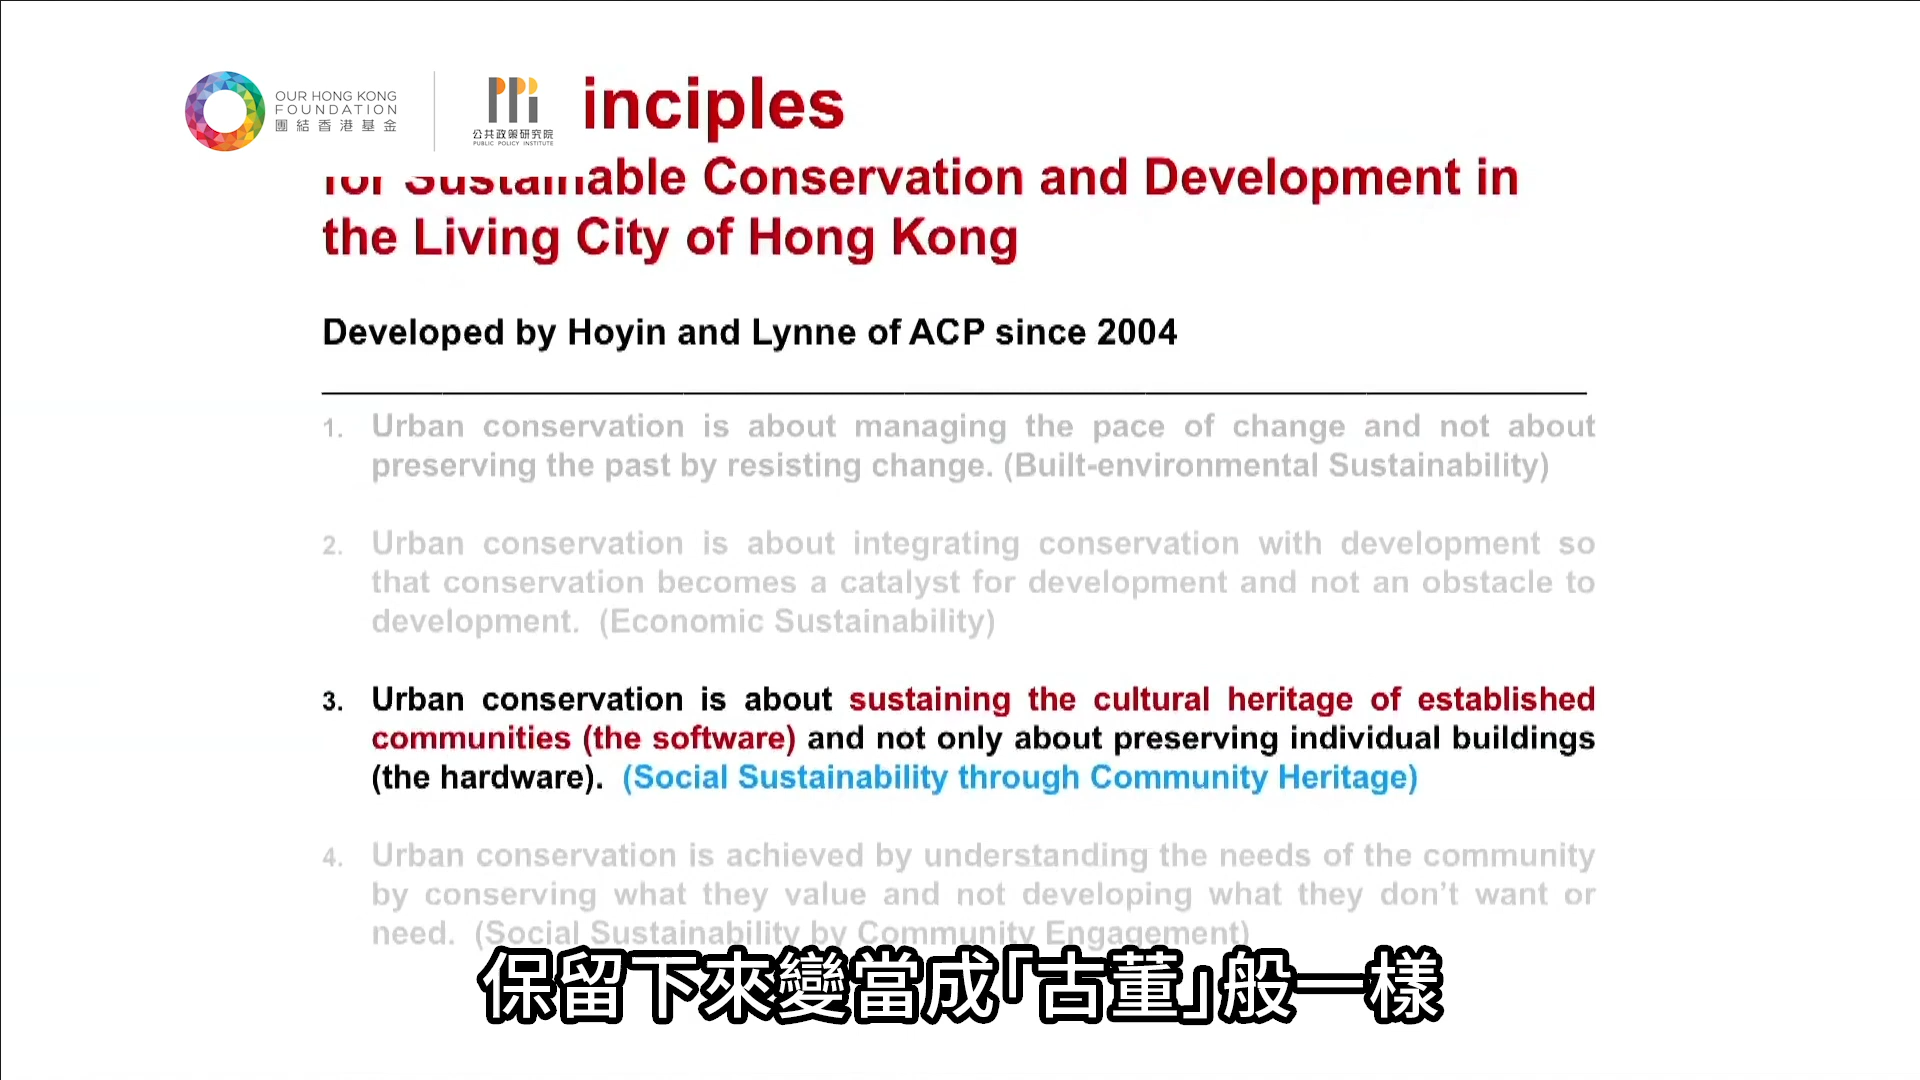 OUR HONG KONG
FOUNDATION
團結香港基金
公共政策研究院
PUBLIC POLICY INSTITUTE
inciples
for Sustainable Conservation and Development in
the Living City of Hong Kong
Developed by Hoyin and Lynne of ACP since 2004
1. Urban conservation is about managing the pace of change and not about
preserving the past by resisting change. (Built-environmental Sustainability)
2. Urban conservation is about integrating conservation with development so
that conservation becomes a catalyst for development and not an obstacle to
development. (Economic Sustainability)
3. Urban conservation is about sustaining the cultural heritage of established
communities (the software) and not only about preserving individual buildings
(the hardware). (Social Sustainability through Community Heritage)
4. Urban conservation is achieved by understanding the needs of the community
by conserving what they value and not developing what they don’t want or
need. (Social Sustainability by Community Engagement)
保留下來變當成「古董」般一樣